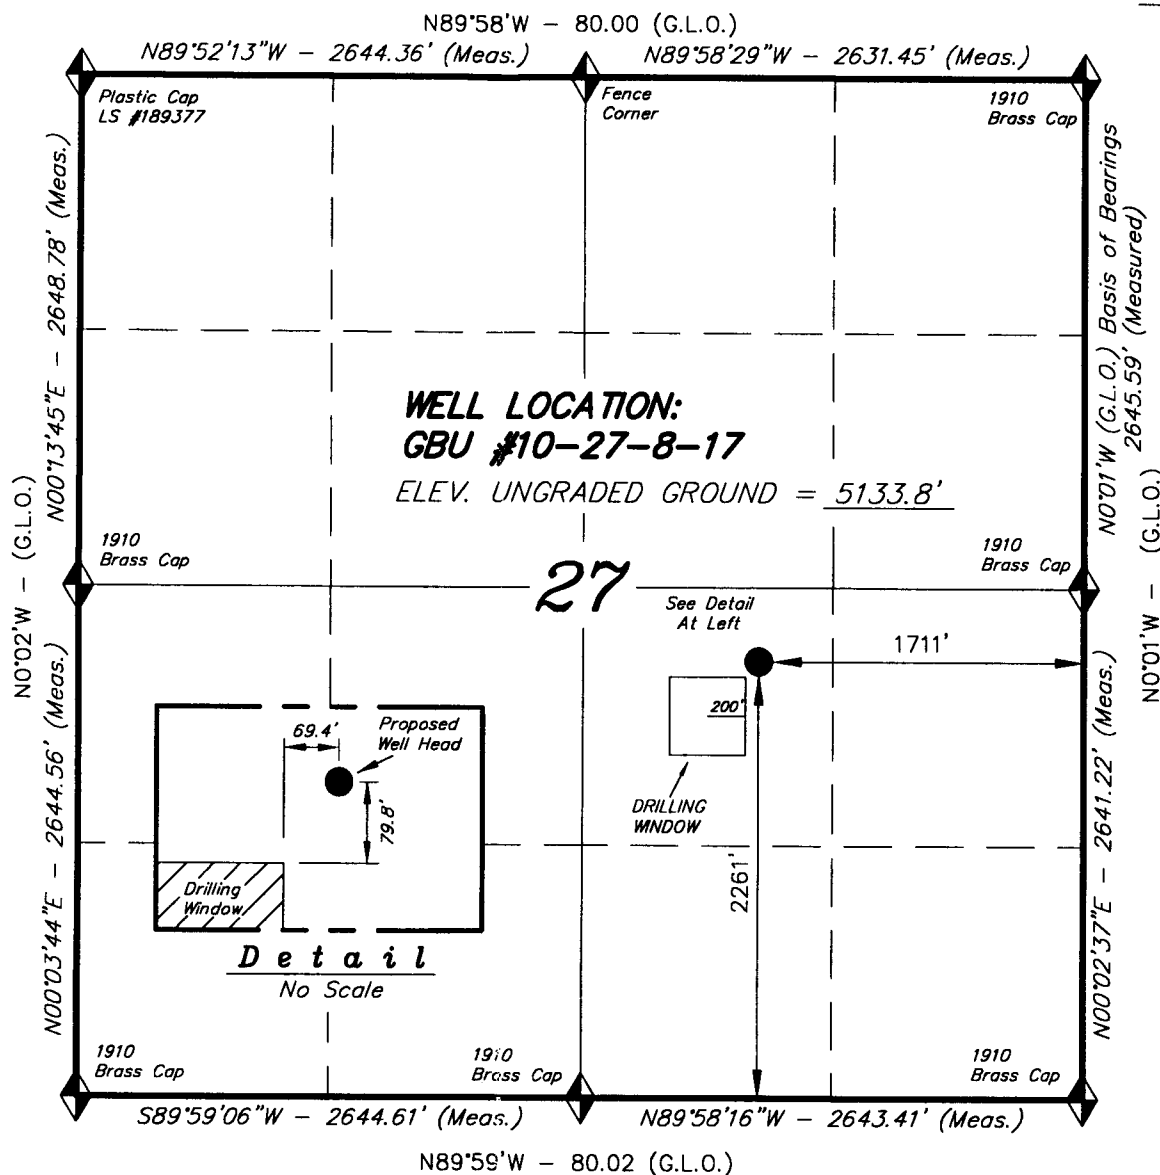 N89°58'W - 80.00 (G.L.O.)
N89°52'13"W - 2644.36' (Meas.)
N89°58'29"W - 2631.45' (Meas.)
Plastic Cap
LS #189377
Fence
Corner
1910
Brass Cap
N00°13'45"E - 2648.78' (Meas.)
N0°01'W (G.L.O.) Basis of Bearings
2645.59' (Measured)
WELL LOCATION:
GBU #10-27-8-17
ELEV. UNGRADED GROUND = 5133.8'
N0°02'W - (G.L.O.)
N0°01'W - (G.L.O.)
1910
Brass Cap
1910
Brass Cap
27
See Detail
At Left
1711'
200'
DRILLING
WINDOW
2261'
N00°03'44"E - 2644.56' (Meas.)
N00°02'37"E - 2641.22' (Meas.)
69.4'
Proposed
Well Head
79.8'
Drilling
Window
Detail
No Scale
1910
Brass Cap
1910
Brass Cap
1910
Brass Cap
S89°59'06"W - 2644.61' (Meas.)
N89°58'16"W - 2643.41' (Meas.)
N89°59'W - 80.02 (G.L.O.)